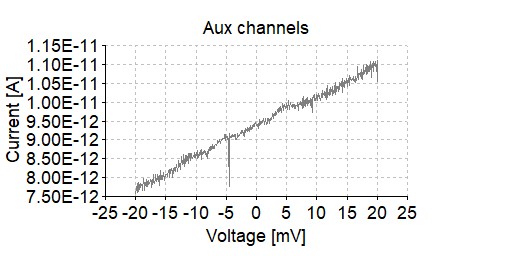 Aux channels
Current [A]
1.15E-11
1.10E-11
1.05E-11
1.00E-11
9.50E-12
9.00E-12
8.50E-12
8.00E-12
7.50E-12
-25 -20 -15 -10 -5 0 5 10 15 20 25
Voltage [mV]